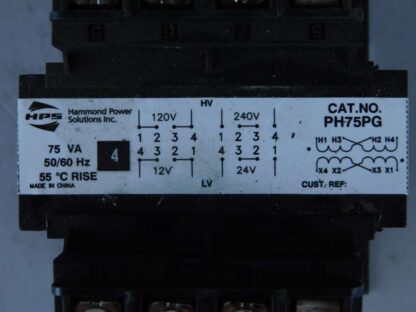 HPS
Hammond Power
Solutions Inc.
75 VA
50/60 Hz
55 °C RISE
MADE IN CHINA
4
HV
120V 240V
1 2 3 4 1 2 3 4
4 3 2 1 4 3 2 1
12V 24V
LV
CAT.NO.
PH75PG
H1 H3 H2 H4
X4 X2 X3 X1
CUST. REF: